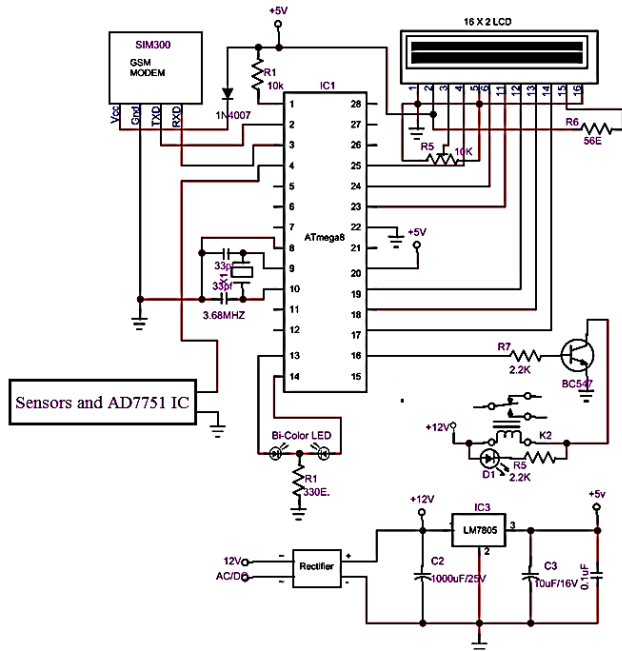 +5V
16 X 2 LCD
SIM300
GSM
MODEM
Vcc
Gnd
TXD
RXD
1N4007
R1
10k
IC1
1 2 3 4 5 6 11 12 13 14 15 16
R6
56E
R5
10K
1 28
2 27
3 26
4 25
5 24
6 23
7 22
ATmega8
8 21
9 20
10 19
11 18
12 17
13 16
14 15
+5V
33pf
X1
33pf
3.68MHZ
R7
2.2K
BC547
Sensors and AD7751 IC
Bi-Color LED
R1
330E.
+12V
K2
D1
R5
2.2K
+12V
IC3
LM7805
1 3
2
+5v
12V
AC/DC
Rectifier
~
~
+
-
C2
1000uF/25V
C3
10uF/16V
0.1uF